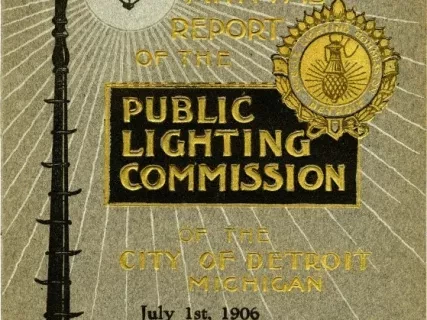 REPORT
OF THE
PUBLIC
LIGHTING
COMMISSION
OF THE
CITY OF DETROIT
MICHIGAN
July 1st, 1906